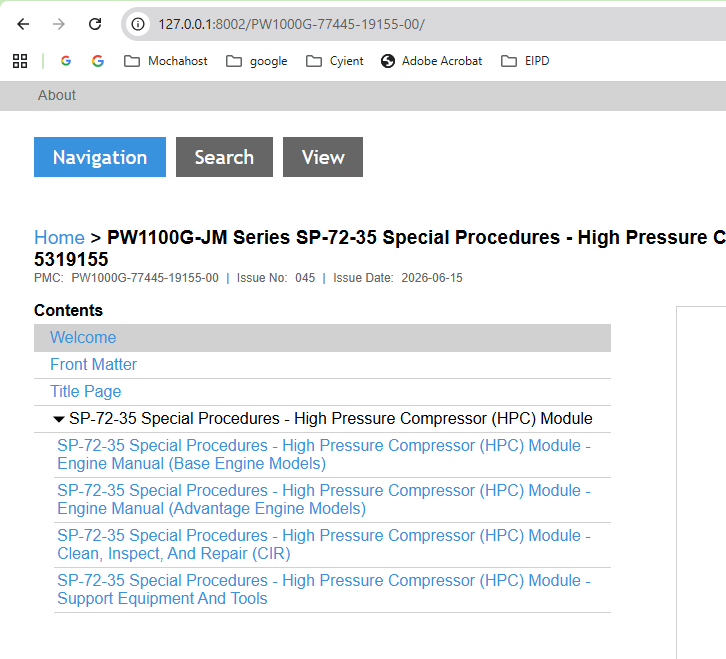 127.0.0.1:8002/PW1000G-77445-19155-00/
Mochahost google Cyient Adobe Acrobat EIPD
About
Navigation Search View
Home > PW1100G-JM Series SP-72-35 Special Procedures - High Pressure C
5319155
PMC: PW1000G-77445-19155-00 | Issue No: 045 | Issue Date: 2026-06-15
Contents
Welcome
Front Matter
Title Page
SP-72-35 Special Procedures - High Pressure Compressor (HPC) Module
SP-72-35 Special Procedures - High Pressure Compressor (HPC) Module -
Engine Manual (Base Engine Models)
SP-72-35 Special Procedures - High Pressure Compressor (HPC) Module -
Engine Manual (Advantage Engine Models)
SP-72-35 Special Procedures - High Pressure Compressor (HPC) Module -
Clean, Inspect, And Repair (CIR)
SP-72-35 Special Procedures - High Pressure Compressor (HPC) Module -
Support Equipment And Tools